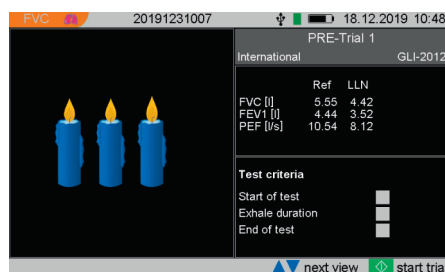 FVC 20191231007 18.12.2019 10:48
PRE-Trial 1
International GLI-2012
Ref LLN
FVC [l] 5.55 4.42
FEV1 [l] 4.44 3.52
PEF [l/s] 10.54 8.12
Test criteria
Start of test
Exhale duration
End of test
next view start trial